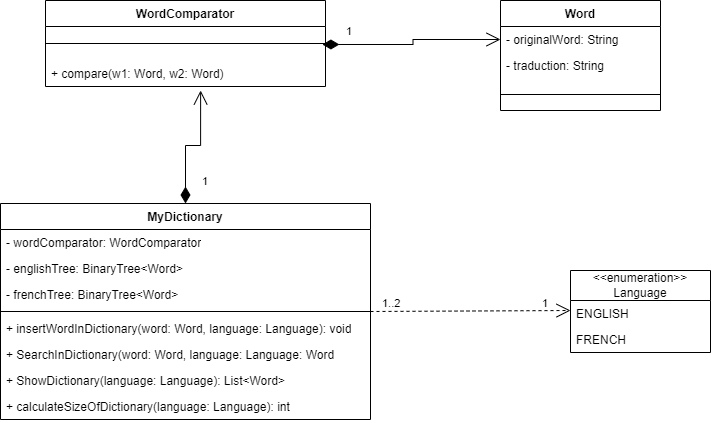 WordComparator
+ compare(w1: Word, w2: Word)
1
Word
- originalWord: String
- traduction: String
1
MyDictionary
- wordComparator: WordComparator
- englishTree: BinaryTree<Word>
- frenchTree: BinaryTree<Word>
+ insertWordInDictionary(word: Word, language: Language): void
+ SearchInDictionary(word: Word, language: Language: Word
+ ShowDictionary(language: Language): List<Word>
+ calculateSizeOfDictionary(language: Language): int
1..2
1
<<enumeration>>
Language
ENGLISH
FRENCH